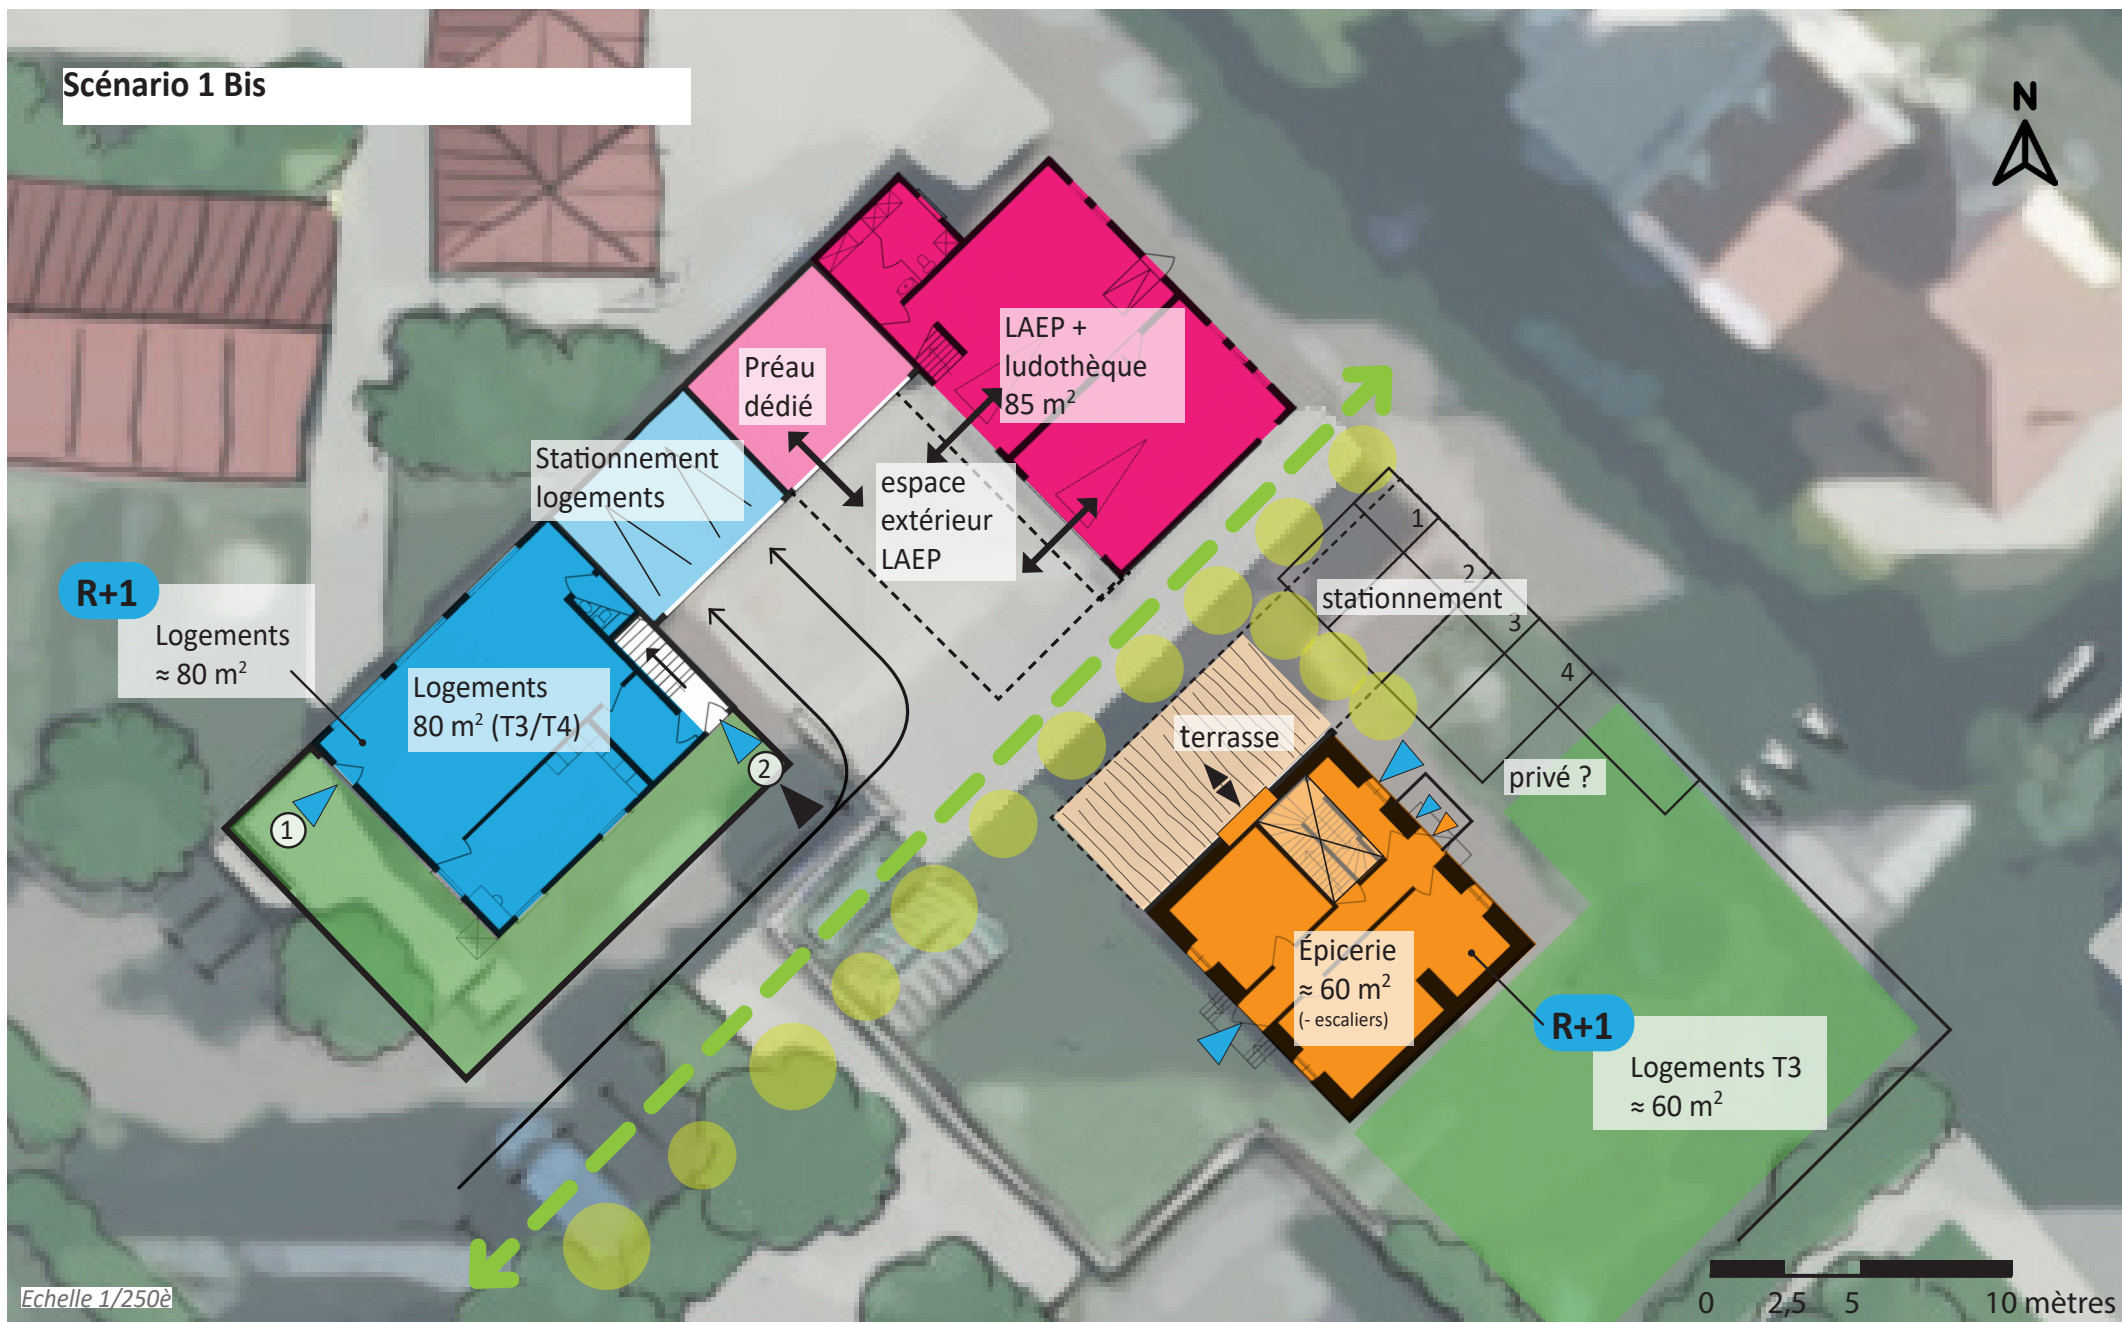 Scénario 1 Bis
N
LAEP +
ludothèque
85 m²
Préau
dédié
Stationnement
logements
espace
extérieur
LAEP
R+1
Logements
≈ 80 m²
Logements
80 m² (T3/T4)
1
2
1
2
stationnement
3
4
terrasse
privé ?
Épicerie
≈ 60 m²
(- escaliers)
R+1
Logements T3
≈ 60 m²
Echelle 1/250è
0 2,5 5 10 mètres